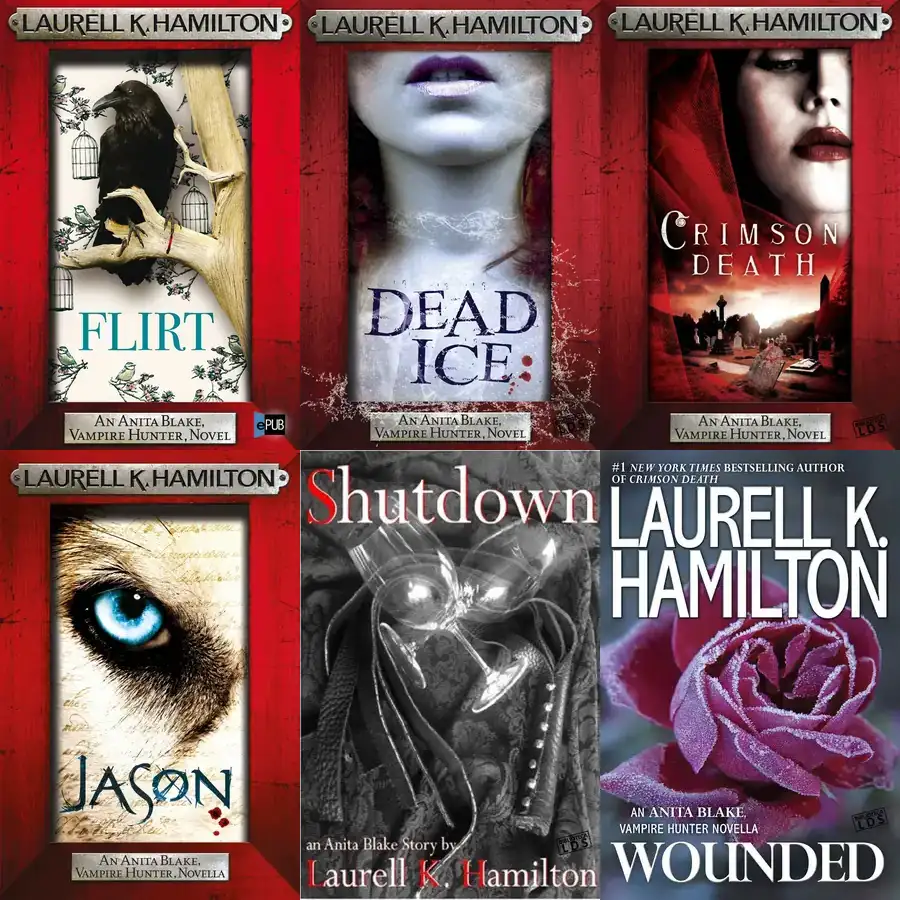 LAURELL K. HAMILTON
FLIRT
AN ANITA BLAKE,
VAMPIRE HUNTER, NOVEL
ePUB
LAURELL K. HAMILTON
DEAD
ICE
AN ANITA BLAKE,
VAMPIRE HUNTER, NOVEL
LAURELL K. HAMILTON
CRIMSON
DEATH
AN ANITA BLAKE,
VAMPIRE HUNTER, NOVEL
LAURELL K. HAMILTON
JASON
AN ANITA BLAKE,
VAMPIRE HUNTER, NOVELLA
Shutdown
an Anita Blake Story by
Laurell K. Hamilton
#1 NEW YORK TIMES BESTSELLING AUTHOR
OF CRIMSON DEATH
LAURELL K.
HAMILTON
AN ANITA BLAKE,
VAMPIRE HUNTER NOVELLA
WOUNDED